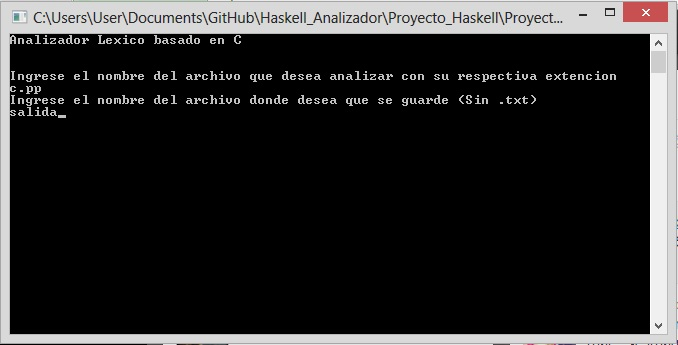 C:\Users\User\Documents\GitHub\Haskell_Analizador\Proyecto_Haskell\Proyect...
Analizador Lexico basado en C
Ingrese el nombre del archivo que desea analizar con su respectiva extencion
c.pp
Ingrese el nombre del archivo donde desea que se guarde (Sin .txt)
salida_